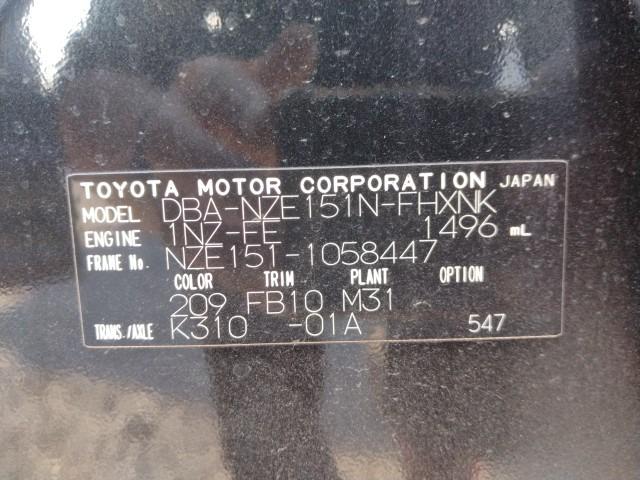 TOYOTA MOTOR CORPORATION JAPAN
MODEL DBA-NZE151N-FHXNK
ENGINE 1NZ-FE 1496 mL
FRAME No. NZE151-1058447
COLOR TRIM PLANT OPTION
209 FB10 M31
TRANS./AXLE K310 -01A 547